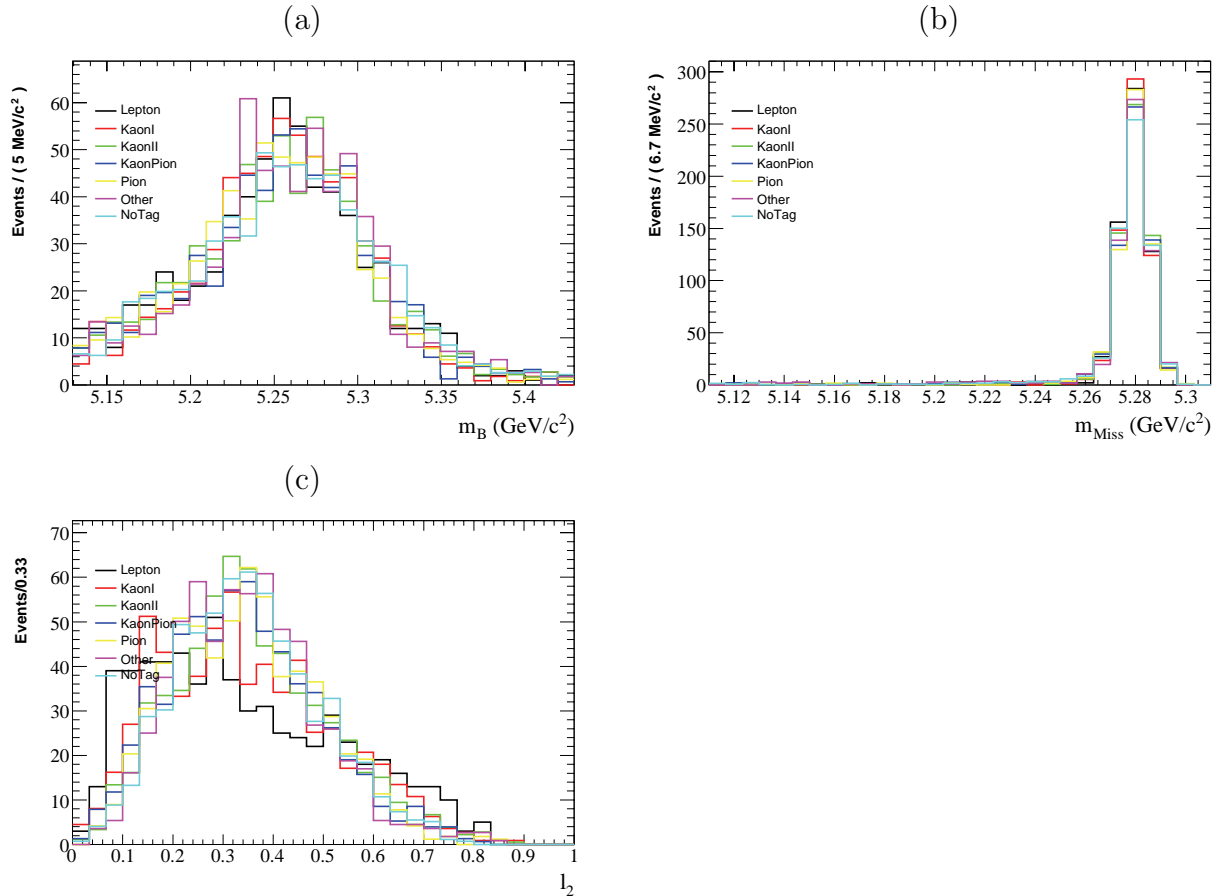 (a)
Events / ( 5 MeV/c²)
60
50
40
30
20
10
0
Lepton
KaonI
KaonII
KaonPion
Pion
Other
NoTag
5.15 5.2 5.25 5.3 5.35 5.4
m_B (GeV/c²)
(b)
Events / ( 6.7 MeV/c²)
300
250
200
150
100
50
0
Lepton
KaonI
KaonII
KaonPion
Pion
Other
NoTag
5.12 5.14 5.16 5.18 5.2 5.22 5.24 5.26 5.28 5.3
m_Miss (GeV/c²)
(c)
Events/0.33
70
60
50
40
30
20
10
0
Lepton
KaonI
KaonII
KaonPion
Pion
Other
NoTag
0 0.1 0.2 0.3 0.4 0.5 0.6 0.7 0.8 0.9 1
l_2